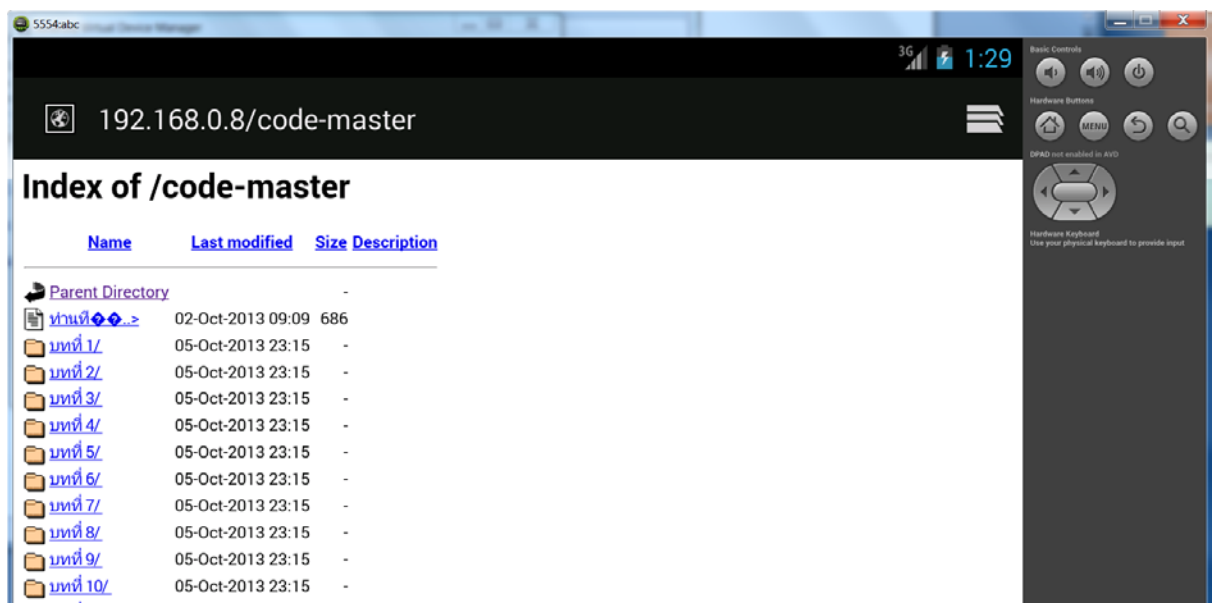 5554:abc
3G 1:29
192.168.0.8/code-master
Index of /code-master
Name Last modified Size Description
Parent Directory -
ท่านที��..> 02-Oct-2013 09:09 686
บทที่ 1/ 05-Oct-2013 23:15 -
บทที่ 2/ 05-Oct-2013 23:15 -
บทที่ 3/ 05-Oct-2013 23:15 -
บทที่ 4/ 05-Oct-2013 23:15 -
บทที่ 5/ 05-Oct-2013 23:15 -
บทที่ 6/ 05-Oct-2013 23:15 -
บทที่ 7/ 05-Oct-2013 23:15 -
บทที่ 8/ 05-Oct-2013 23:15 -
บทที่ 9/ 05-Oct-2013 23:15 -
บทที่ 10/ 05-Oct-2013 23:15 -
Basic Controls
Hardware Buttons
MENU
DPAD not enabled in AVD
Hardware Keyboard
Use your physical keyboard to provide input